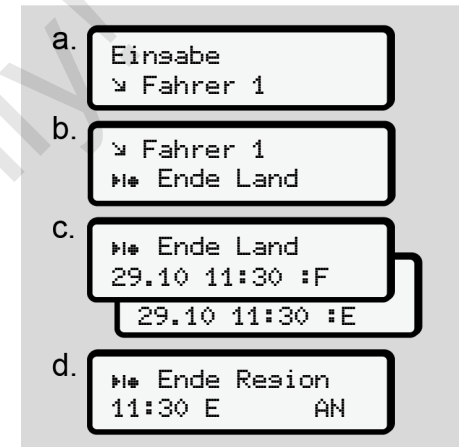 a.
Eingabe
↘ Fahrer 1
b.
↘ Fahrer 1
Ende Land
c.
Ende Land
29.10 11:30 :F
29.10 11:30 :E
d.
Ende Region
11:30 E AN